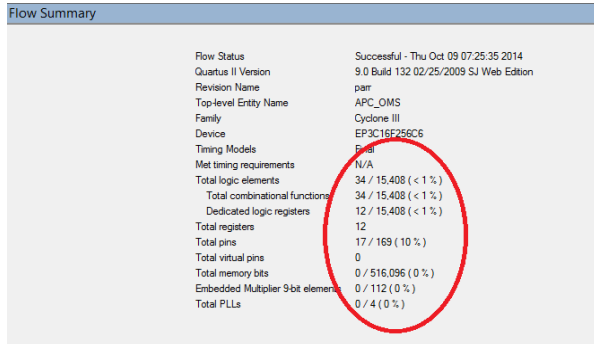 Flow Summary
Flow Status Successful - Thu Oct 09 07:25:35 2014
Quartus II Version 9.0 Build 132 02/25/2009 SJ Web Edition
Revision Name parr
Top-level Entity Name APC_OMS
Family Cyclone III
Device EP3C16F256C6
Timing Models Final
Met timing requirements N/A
Total logic elements 34 / 15,408 ( < 1 % )
Total combinational functions 34 / 15,408 ( < 1 % )
Dedicated logic registers 12 / 15,408 ( < 1 % )
Total registers 12
Total pins 17 / 169 ( 10 % )
Total virtual pins 0
Total memory bits 0 / 516,096 ( 0 % )
Embedded Multiplier 9-bit elements 0 / 112 ( 0 % )
Total PLLs 0 / 4 ( 0 % )